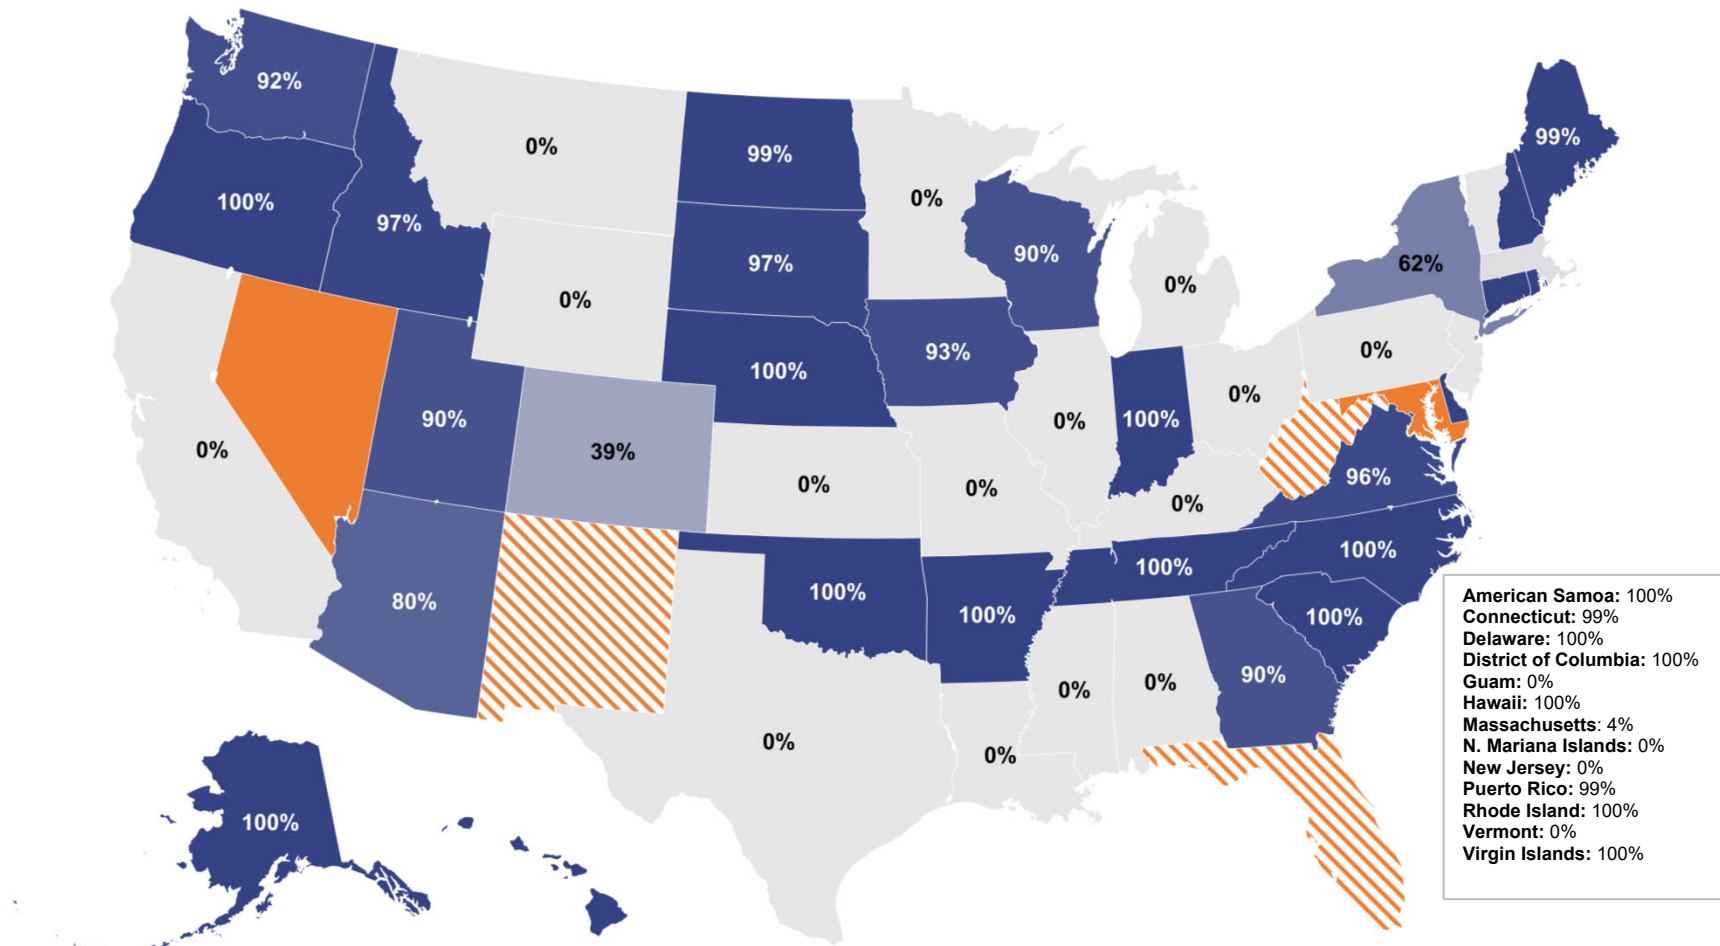 92%
99%
0%
99%
0%
100%
97%
97%
90%
62%
0%
0%
93%
0%
100%
90%
0%
100%
0%
0%
39%
0%
96%
0%
0%
0%
100%
80%
100%
100%
100%
100%
90%
0%
0%
0%
0%
100%
American Samoa: 100%
Connecticut: 99%
Delaware: 100%
District of Columbia: 100%
Guam: 0%
Hawaii: 100%
Massachusetts: 4%
N. Mariana Islands: 0%
New Jersey: 0%
Puerto Rico: 99%
Rhode Island: 100%
Vermont: 0%
Virgin Islands: 100%